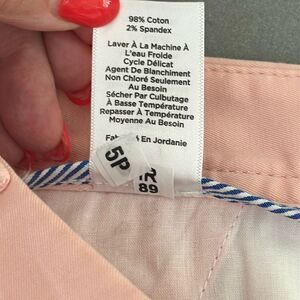 98% Coton
2% Spandex
Laver À La Machine À
L'eau Froide
Cycle Délicat
Agent De Blanchiment
Non Chloré Seulement
Au Besoin
Sécher Par Culbutage
À Basse Température
Repasser À Température
Moyenne Au Besoin
En Jordanie
5P
R
89